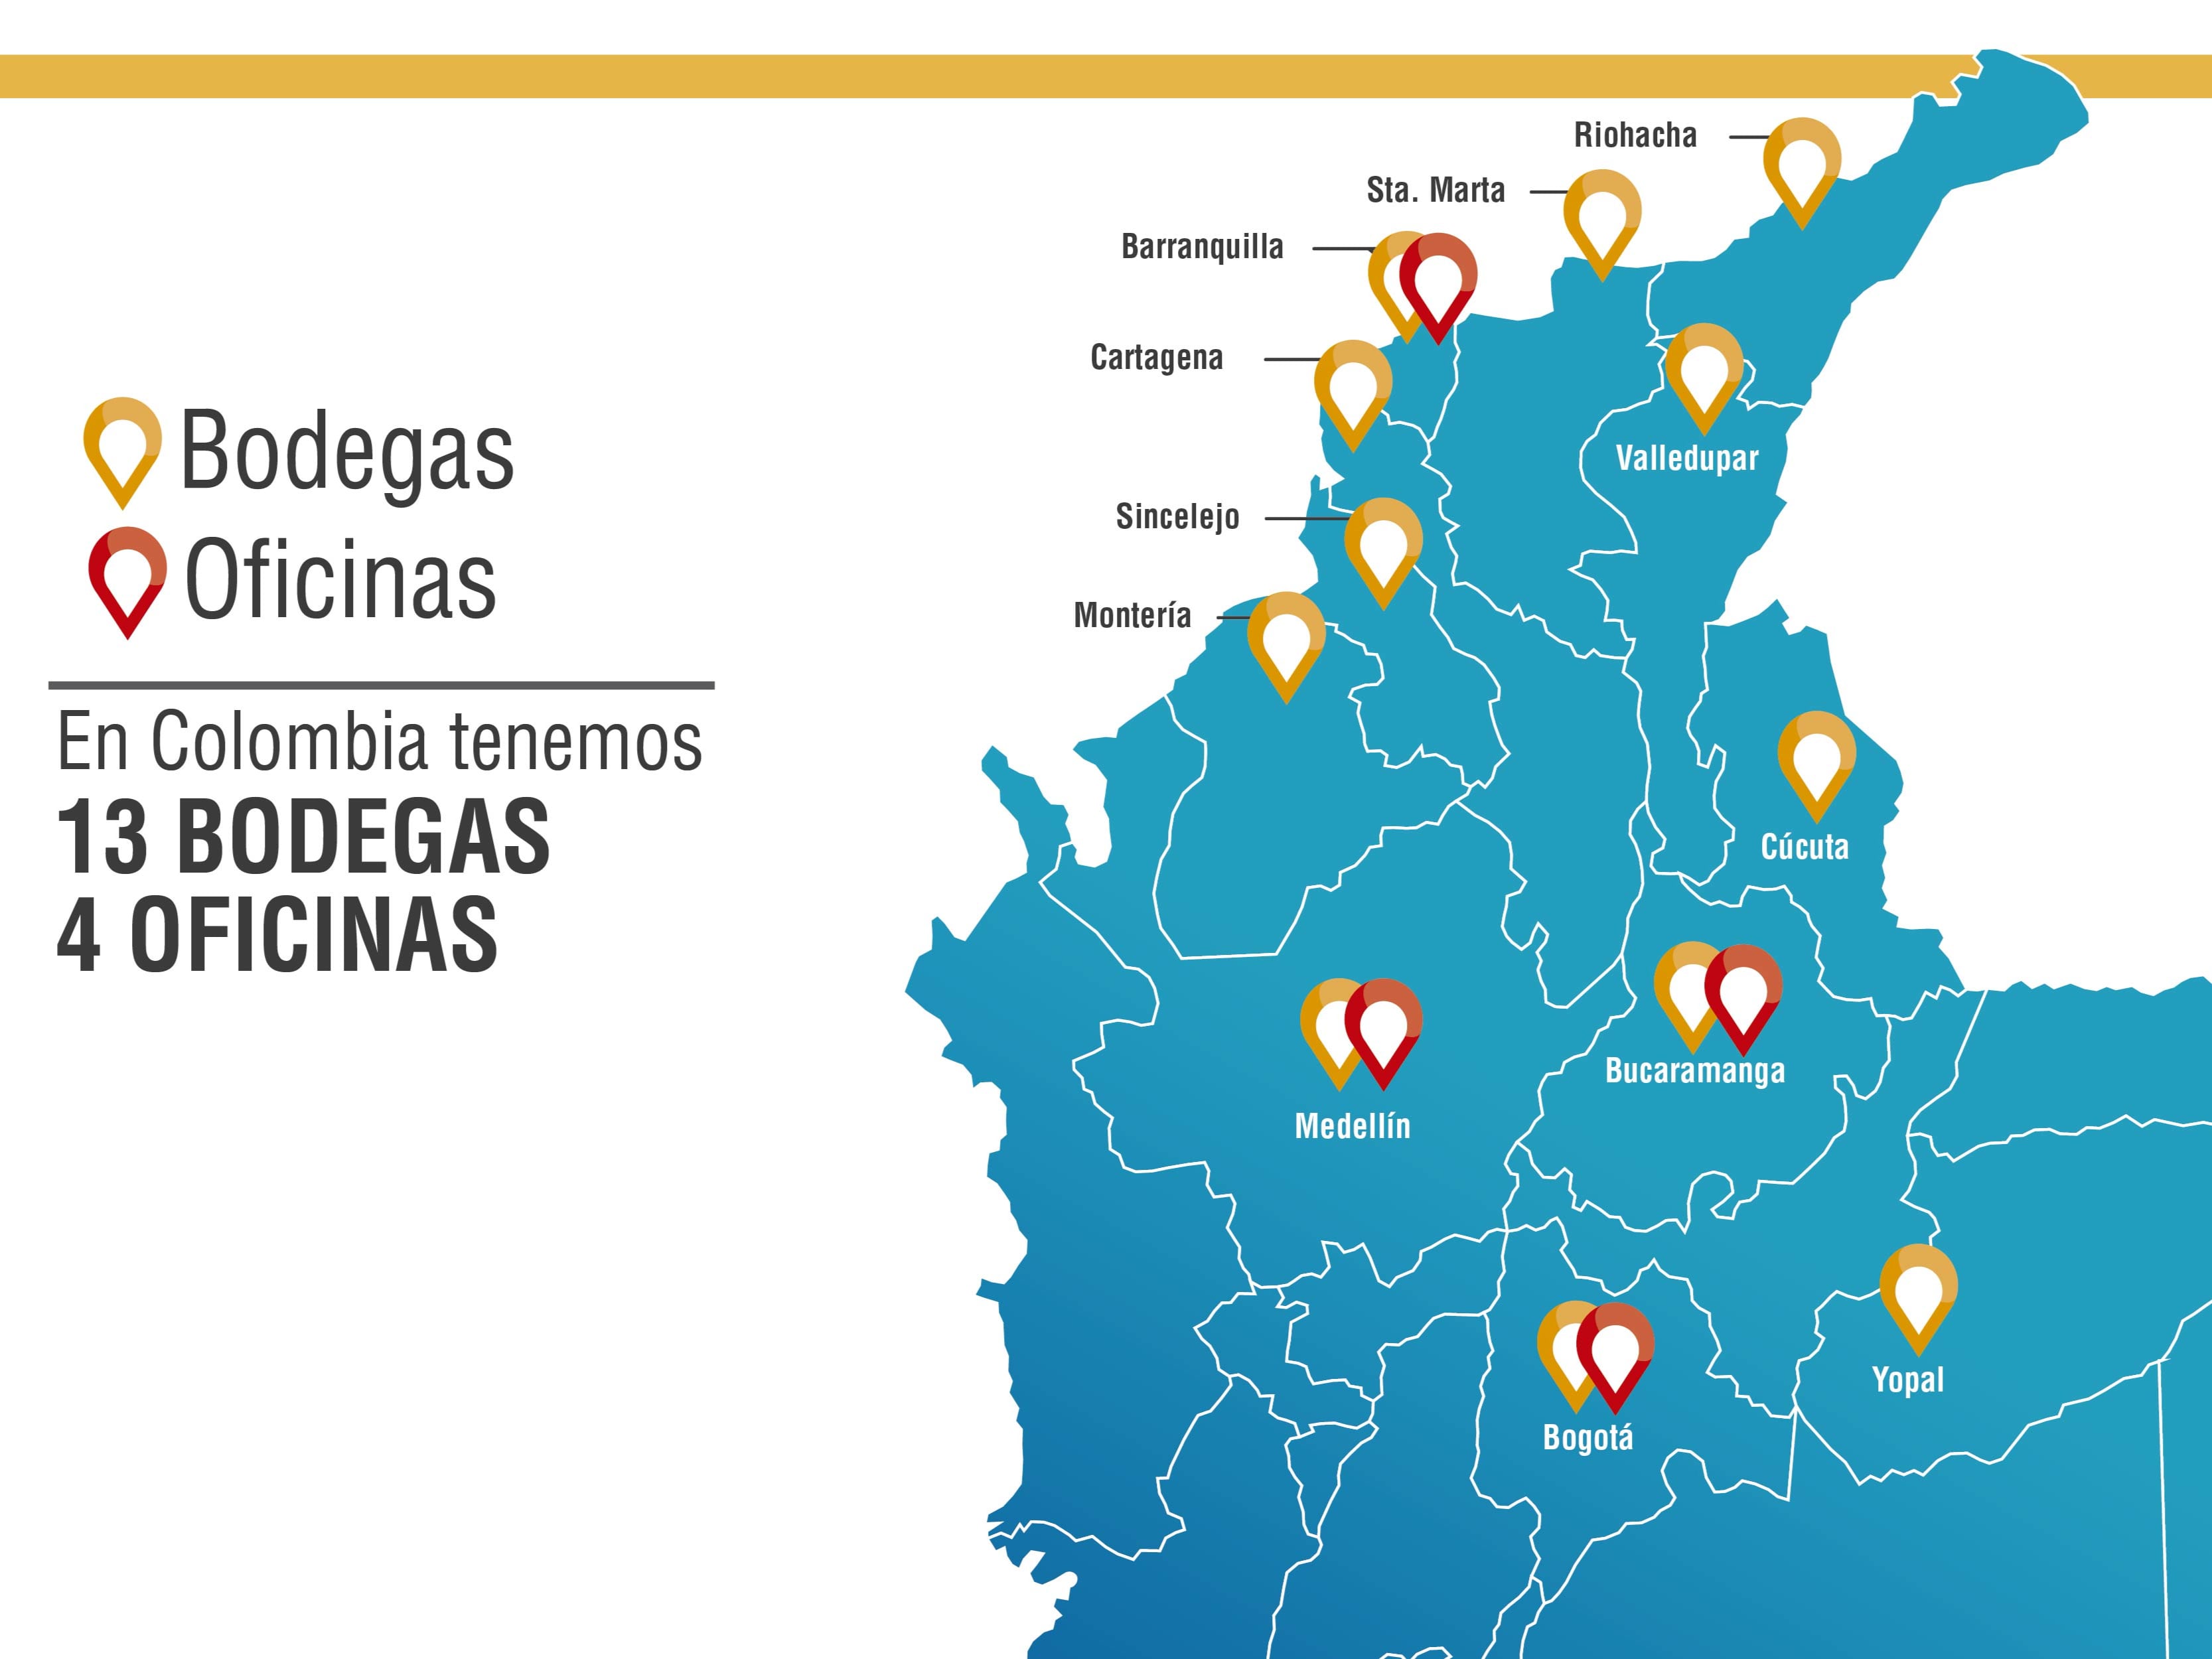 Bodegas
Oficinas
En Colombia tenemos
13 BODEGAS
4 OFICINAS
Riohacha
Sta. Marta
Barranquilla
Cartagena
Valledupar
Sincelejo
Montería
Cúcuta
Bucaramanga
Medellín
Yopal
Bogotá